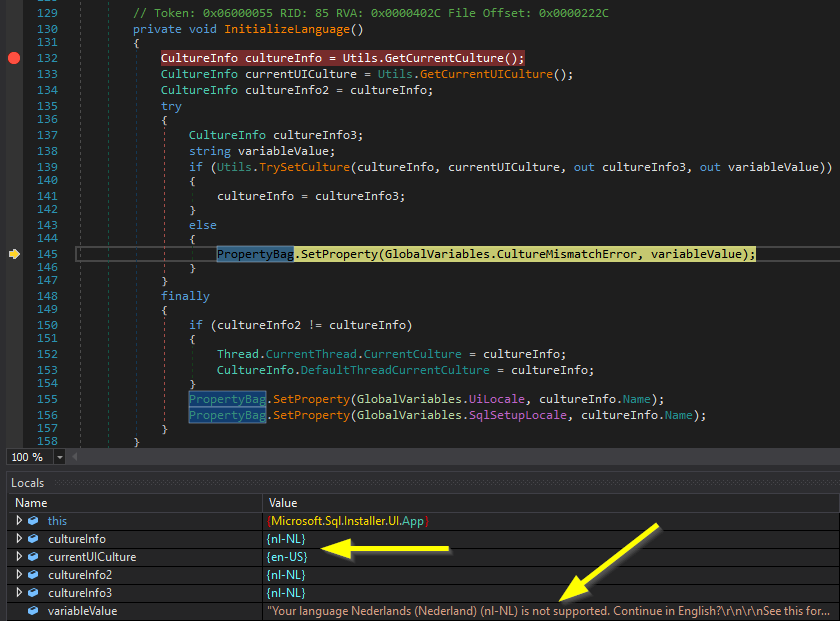 129 // Token: 0x06000055 RID: 85 RVA: 0x0000402C File Offset: 0x0000222C
130 private void InitializeLanguage()
131 {
132 CultureInfo cultureInfo = Utils.GetCurrentCulture();
133 CultureInfo currentUICulture = Utils.GetCurrentUICulture();
134 CultureInfo cultureInfo2 = cultureInfo;
135 try
136 {
137 CultureInfo cultureInfo3;
138 string variableValue;
139 if (Utils.TrySetCulture(cultureInfo, currentUICulture, out cultureInfo3, out variableValue))
140 {
141 cultureInfo = cultureInfo3;
142 }
143 else
144 {
145 PropertyBag.SetProperty(GlobalVariables.CultureMismatchError, variableValue);
146 }
147 }
148 finally
149 {
150 if (cultureInfo2 != cultureInfo)
151 {
152 Thread.CurrentThread.CurrentCulture = cultureInfo;
153 CultureInfo.DefaultThreadCurrentCulture = cultureInfo;
154 }
155 PropertyBag.SetProperty(GlobalVariables.UiLocale, cultureInfo.Name);
156 PropertyBag.SetProperty(GlobalVariables.SqlSetupLocale, cultureInfo.Name);
157 }
158 }
100 %
Locals
Name Value
this {Microsoft.Sql.Installer.UI.App}
cultureInfo {nl-NL}
currentUICulture {en-US}
cultureInfo2 {nl-NL}
cultureInfo3 {nl-NL}
variableValue "Your language Nederlands (Nederland) (nl-NL) is not supported. Continue in English?\r\n\r\nSee this for...